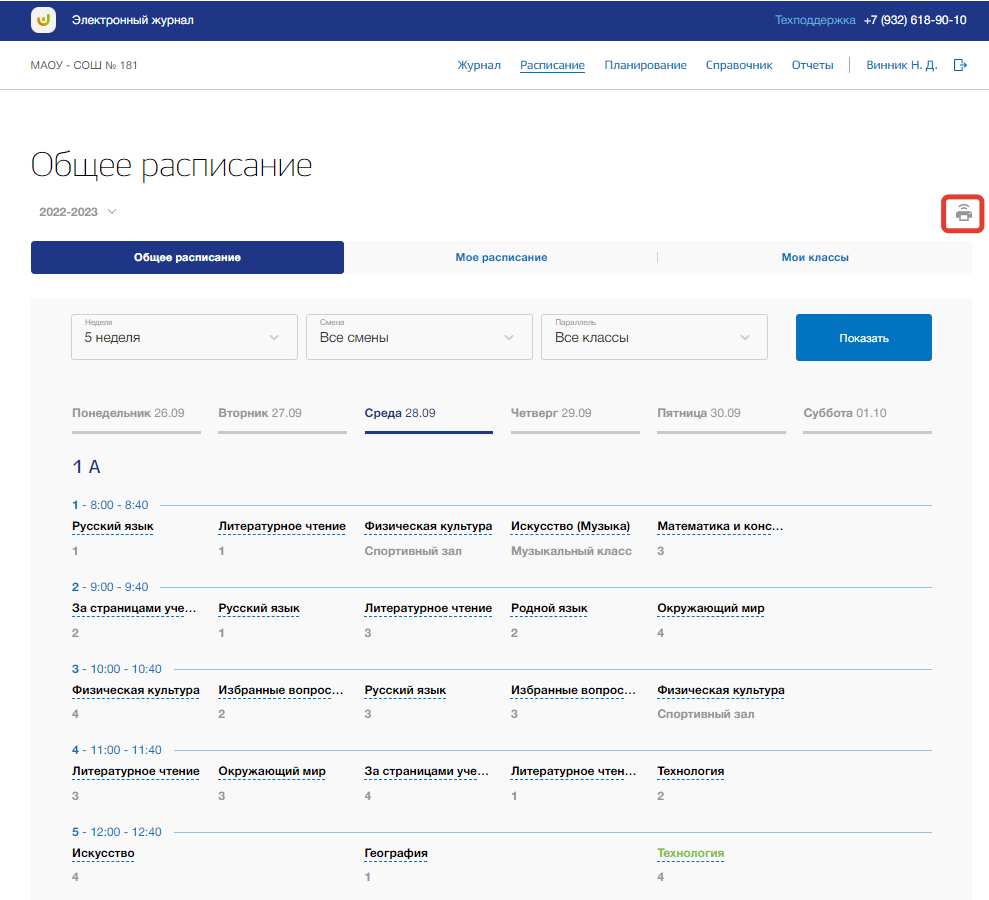 Электронный журнал Техподдержка +7 (932) 618-90-10
МАОУ - СОШ № 181 Журнал Расписание Планирование Справочник Отчеты Винник Н. Д.
Общее расписание
2022-2023
Общее расписание Мое расписание Мои классы
Неделя Смена Параллель
5 неделя Все смены Все классы Показать
Понедельник 26.09 Вторник 27.09 Среда 28.09 Четверг 29.09 Пятница 30.09 Суббота 01.10
1 А
1 - 8:00 - 8:40
Русский язык Литературное чтение Физическая культура Искусство (Музыка) Математика и конс...
1 1 Спортивный зал Музыкальный класс 3
2 - 9:00 - 9:40
За страницами уче... Русский язык Литературное чтение Родной язык Окружающий мир
2 1 3 2 4
3 - 10:00 - 10:40
Физическая культура Избранные вопрос... Русский язык Избранные вопрос... Физическая культура
4 2 3 3 Спортивный зал
4 - 11:00 - 11:40
Литературное чтение Окружающий мир За страницами уче... Литературное чтен... Технология
3 3 4 1 2
5 - 12:00 - 12:40
Искусство География Технология
4 1 4